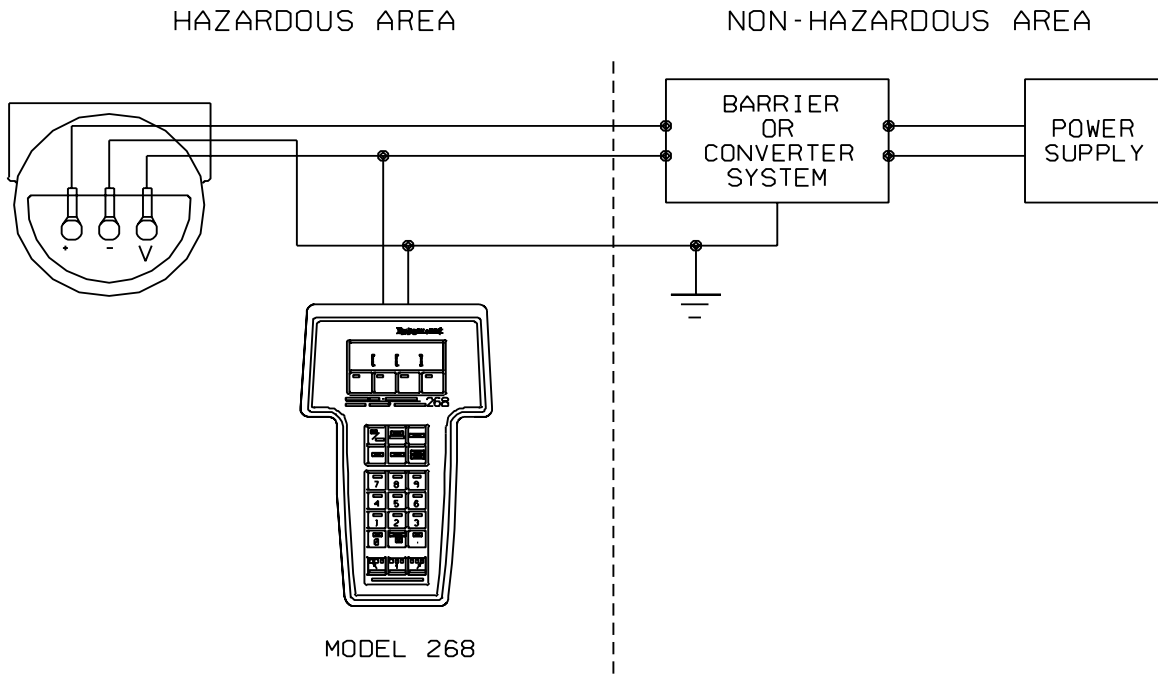 HAZARDOUS AREA
NON-HAZARDOUS AREA
BARRIER
OR
CONVERTER
SYSTEM
POWER
SUPPLY
+ - V
268
7 8 9
4 5 6
1 2 3
0 .
MODEL 268